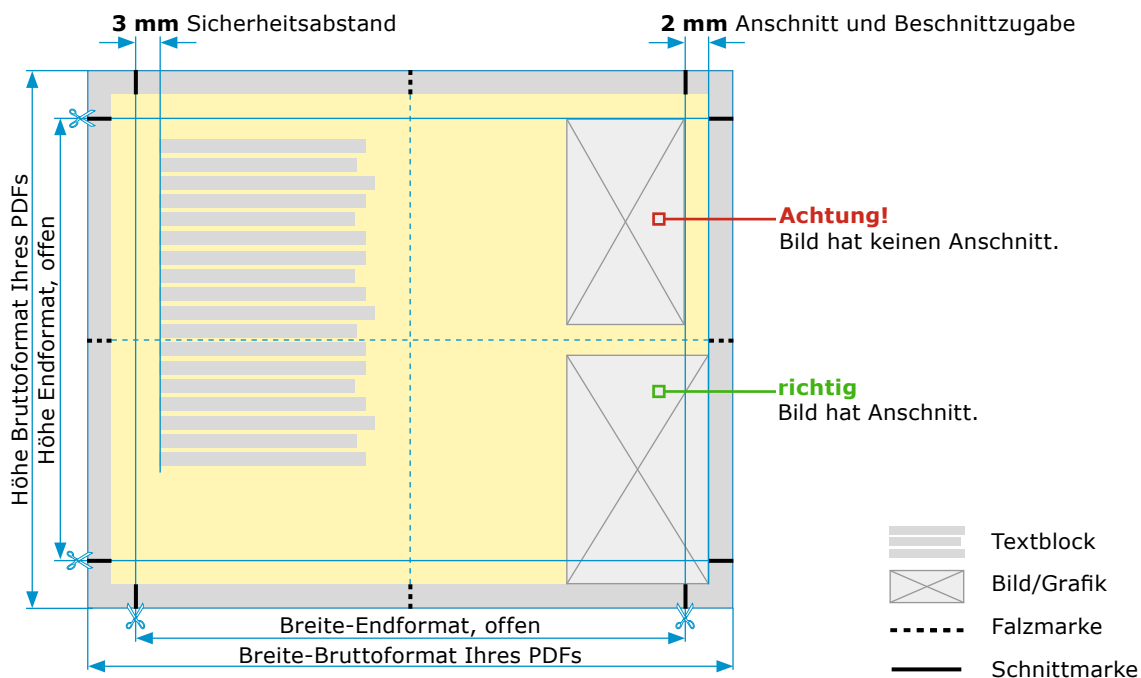 3 mm Sicherheitsabstand
2 mm Anschnitt und Beschnittzugabe
Höhe Bruttoformat Ihres PDFs
Höhe Endformat, offen
Achtung!
Bild hat keinen Anschnitt.
richtig
Bild hat Anschnitt.
Textblock
Bild/Grafik
Falzmarke
Schnittmarke
Breite-Endformat, offen
Breite-Bruttoformat Ihres PDFs